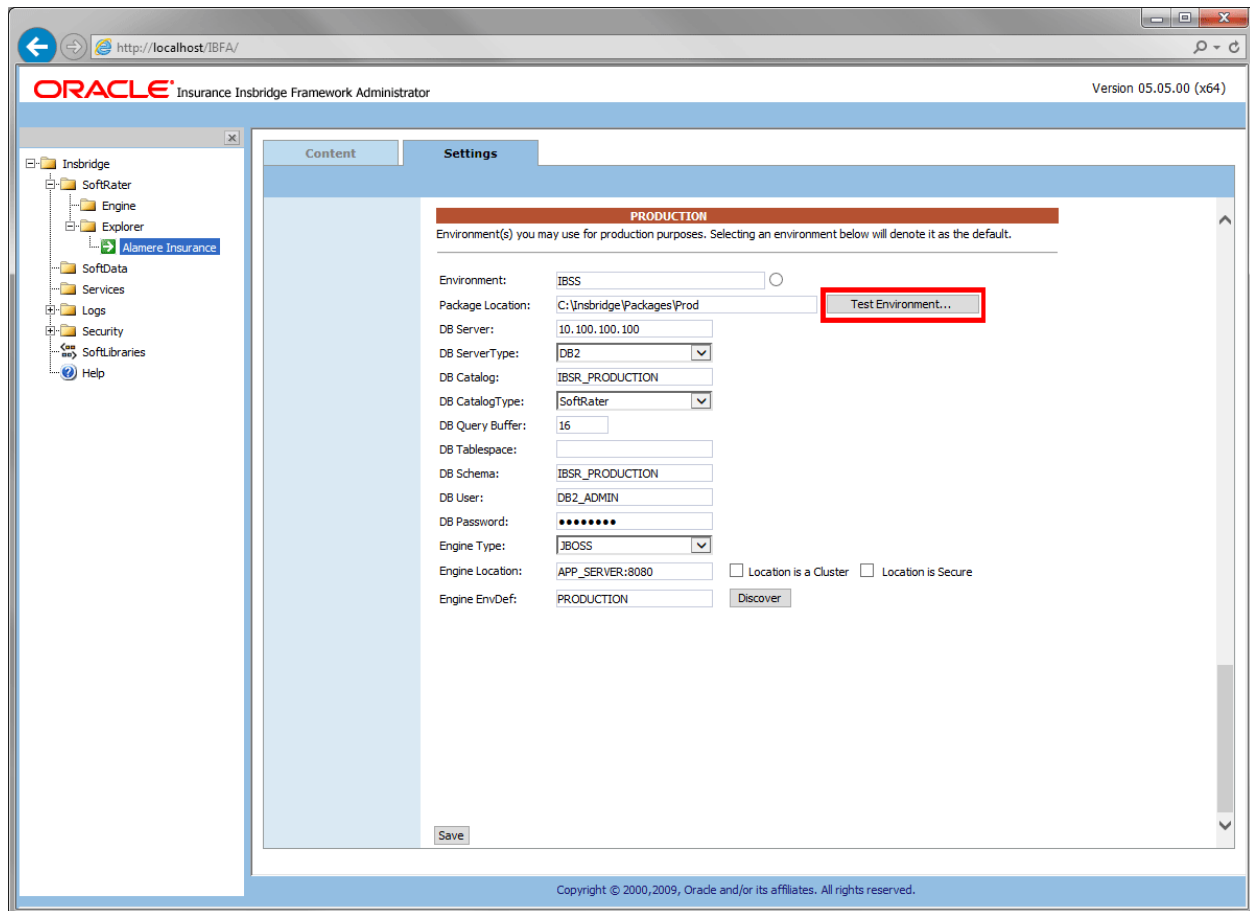 http://localhost/IBFA/
ORACLE Insurance Insbridge Framework Administrator
Version 05.05.00 (x64)
Insbridge
SoftRater
Engine
Explorer
Alamere Insurance
SoftData
Services
Logs
Security
SoftLibraries
Help
Content Settings
PRODUCTION
Environment(s) you may use for production purposes. Selecting an environment below will denote it as the default.
Environment: IBSS
Package Location: C:\Insbridge\Packages\Prod Test Environment...
DB Server: 10.100.100.100
DB ServerType: DB2
DB Catalog: IBSR_PRODUCTION
DB CatalogType: SoftRater
DB Query Buffer: 16
DB Tablespace:
DB Schema: IBSR_PRODUCTION
DB User: DB2_ADMIN
DB Password: ••••••••
Engine Type: JBOSS
Engine Location: APP_SERVER:8080 Location is a Cluster Location is Secure
Engine EnvDef: PRODUCTION Discover
Save
Copyright © 2000,2009, Oracle and/or its affiliates. All rights reserved.